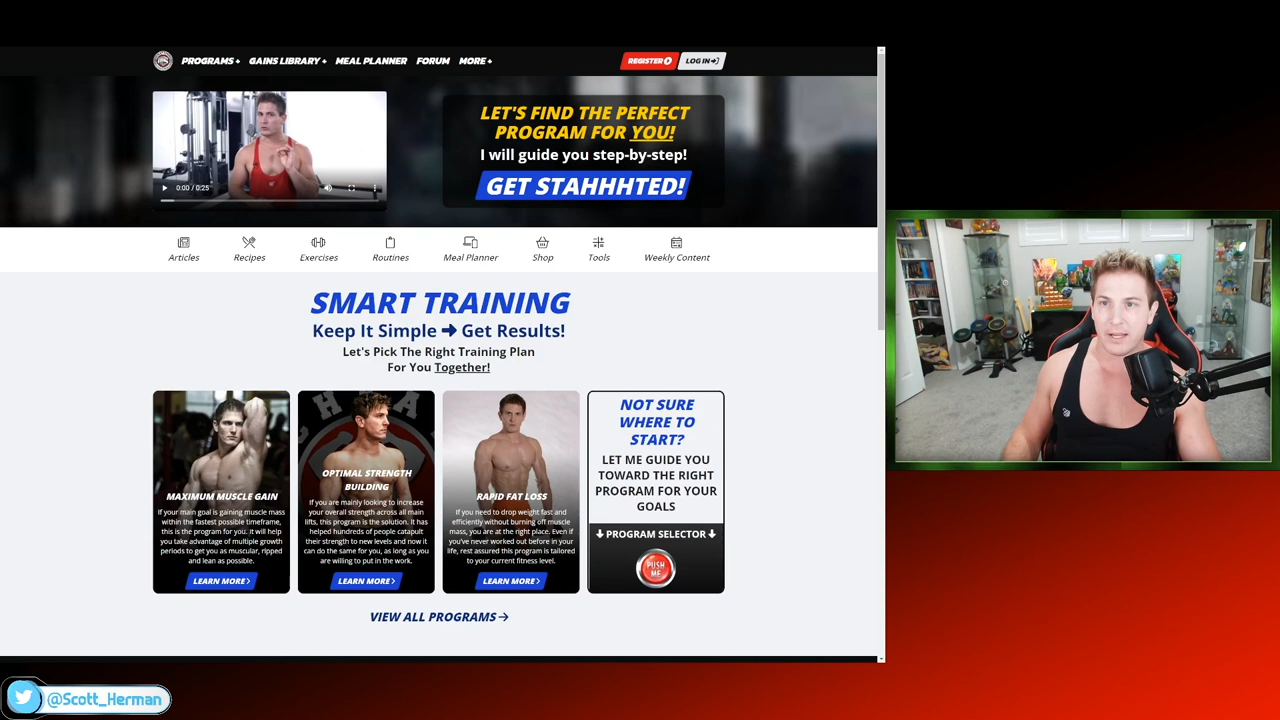 PROGRAMS +
GAINS LIBRARY +
MEAL PLANNER
FORUM
MORE +
REGISTER
LOG IN
0:00 / 0:25
LET'S FIND THE PERFECT
PROGRAM FOR YOU!
I will guide you step-by-step!
GET STAHHHTED!
Articles
Recipes
Exercises
Routines
Meal Planner
Shop
Tools
Weekly Content
SMART TRAINING
Keep It Simple ➜ Get Results!
Let's Pick The Right Training Plan
For You Together!
MAXIMUM MUSCLE GAIN
If your main goal is gaining muscle mass
within the fastest possible timeframe,
this is the program for you. It will help
you take advantage of multiple growth
periods to get you as muscular, ripped
and lean as possible.
LEARN MORE >
OPTIMAL STRENGTH
BUILDING
If you are mainly looking to increase
your overall strength across all main
lifts, this program is the solution. It has
helped hundreds of people catapult
their strength to new levels and now it
can do the same for you, as long as you
are willing to put in the work.
LEARN MORE >
RAPID FAT LOSS
If you need to drop weight fast and
efficiently without burning off muscle
mass, you are at the right place. Even if
you've never worked out before in your
life, rest assured this program is tailored
to your current fitness level.
LEARN MORE >
NOT SURE
WHERE TO
START?
LET ME GUIDE YOU
TOWARD THE RIGHT
PROGRAM FOR YOUR
GOALS
↓ PROGRAM SELECTOR ↓
PUSH
ME
VIEW ALL PROGRAMS →
@Scott_Herman